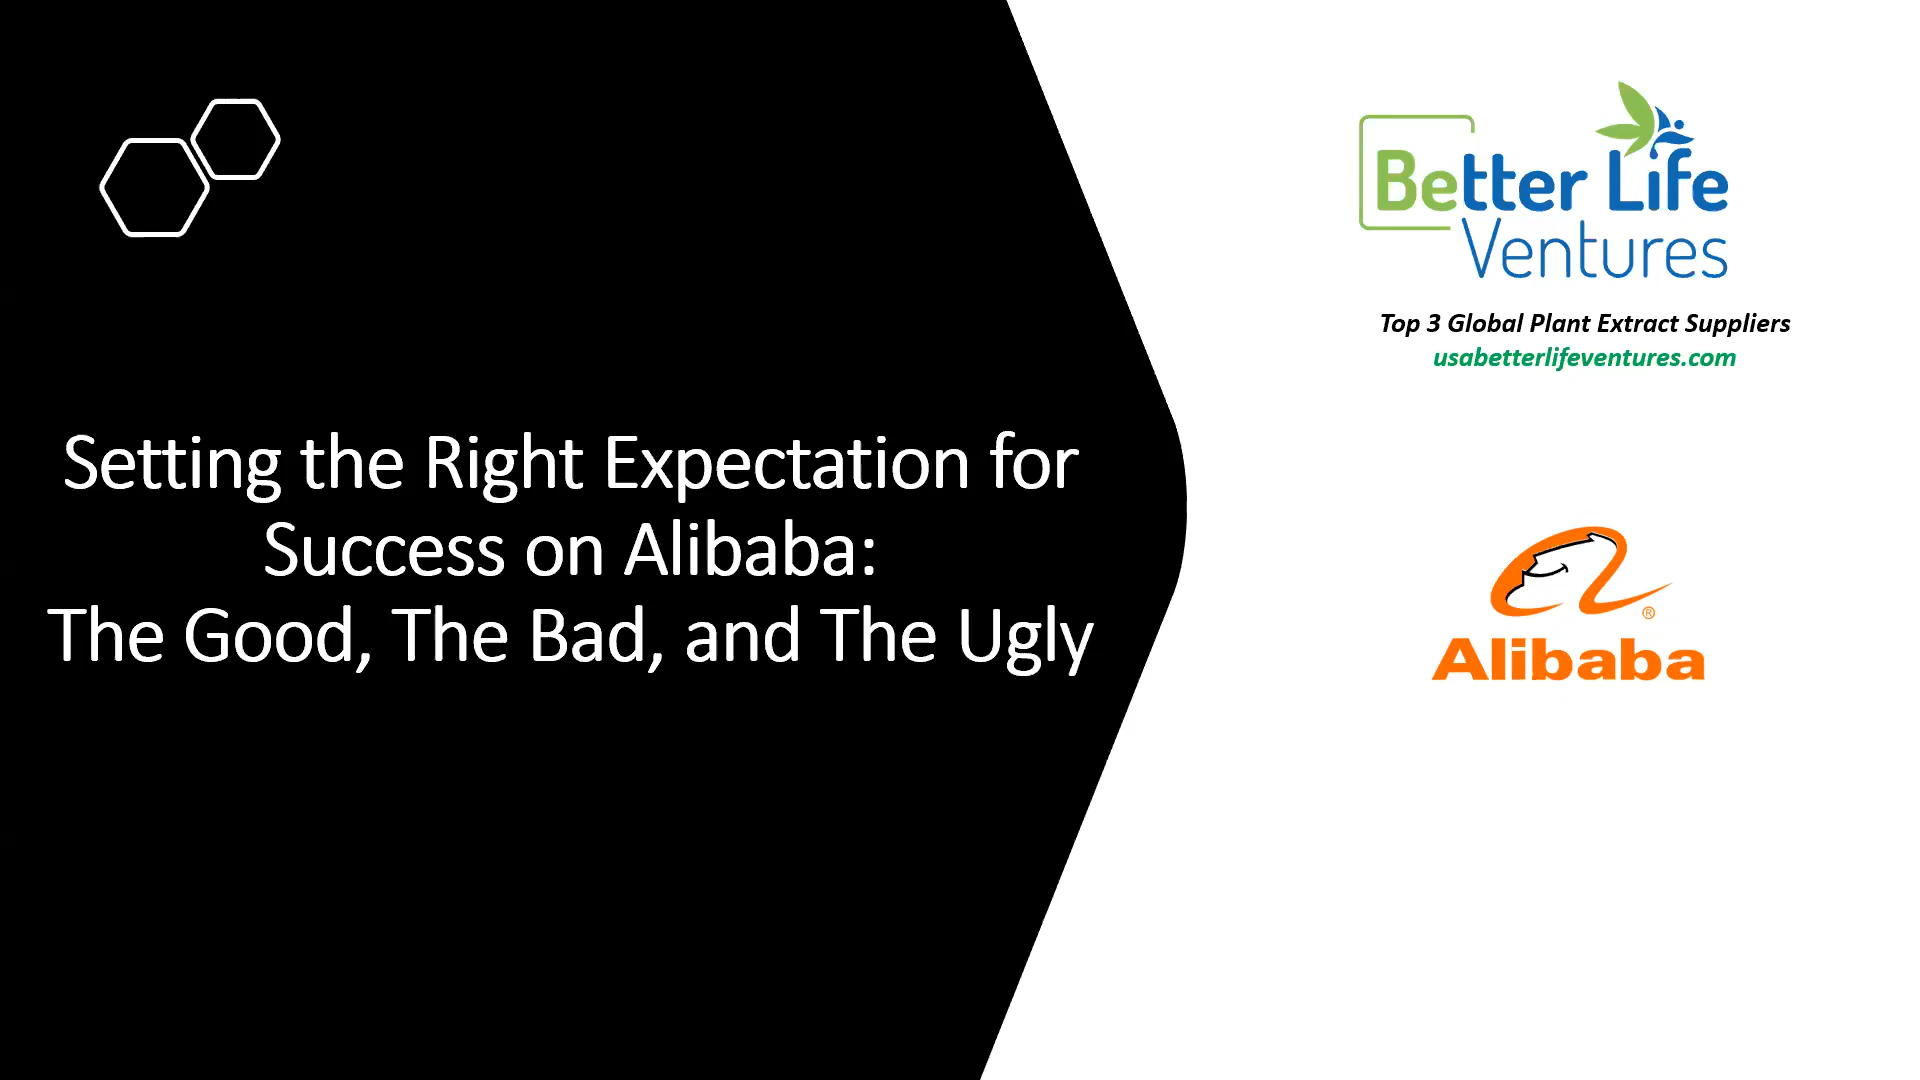 Setting the Right Expectation for
Success on Alibaba:
The Good, The Bad, and The Ugly
Better Life
Ventures
Top 3 Global Plant Extract Suppliers
usabetterlifeventures.com
®
Alibaba